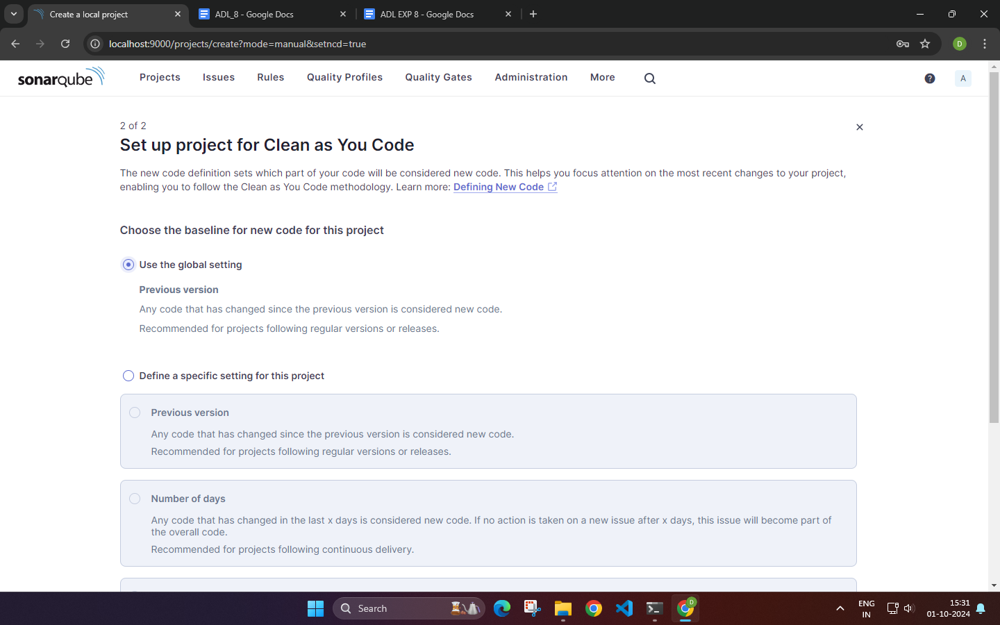 Create a local project
ADL_8 - Google Docs
ADL EXP 8 - Google Docs
localhost:9000/projects/create?mode=manual&setncd=true
D
sonarqube
Projects
Issues
Rules
Quality Profiles
Quality Gates
Administration
More
?
A
2 of 2
Set up project for Clean as You Code
The new code definition sets which part of your code will be considered new code. This helps you focus attention on the most recent changes to your project,
enabling you to follow the Clean as You Code methodology. Learn more: Defining New Code
Choose the baseline for new code for this project
Use the global setting
Previous version
Any code that has changed since the previous version is considered new code.
Recommended for projects following regular versions or releases.
Define a specific setting for this project
Previous version
Any code that has changed since the previous version is considered new code.
Recommended for projects following regular versions or releases.
Number of days
Any code that has changed in the last x days is considered new code. If no action is taken on a new issue after x days, this issue will become part of
the overall code.
Recommended for projects following continuous delivery.
Search
D
ENG
IN
15:31
01-10-2024